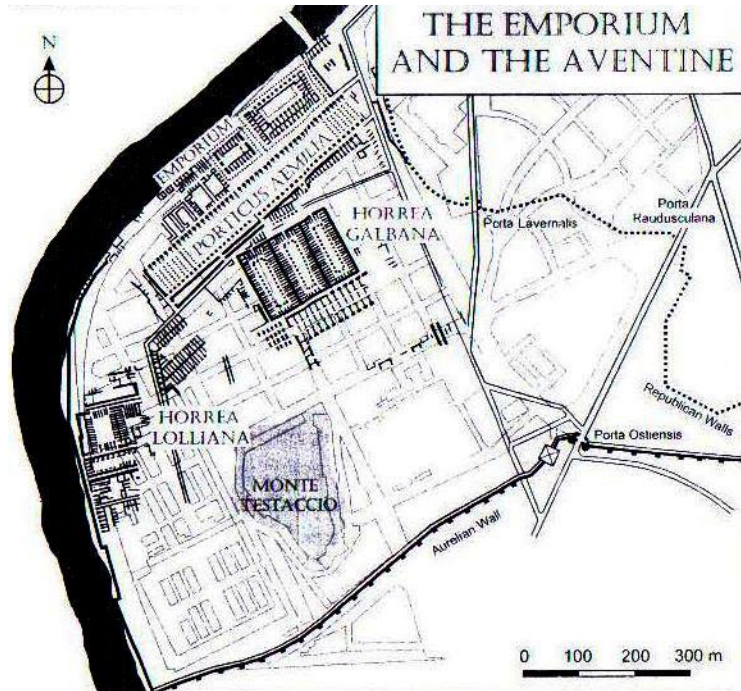 THE EMPORIUM
AND THE AVENTINE
N
EMPORIUM
PORTICUS AEMILIA
HORREA
GALBANA
Porta Lavernalis
Porta
Raudusculana
HORREA
LOLLIANA
Republican Walls
Porta Ostiensis
MONTE
TESTACCIO
Aurelian Wall
0 100 200 300 m